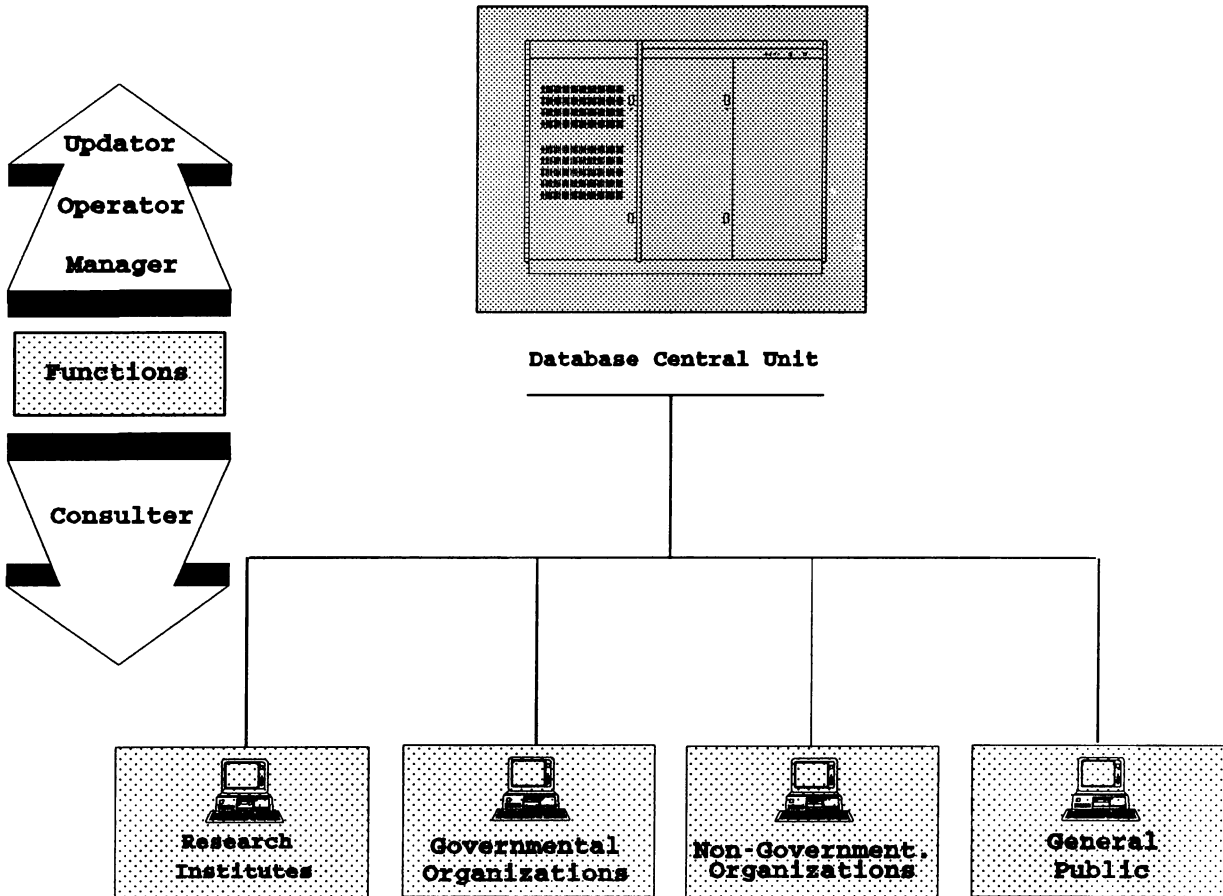 Updator
Operator
Manager
Functions
Consulter
Database Central Unit
Research
Institutes
Governmental
Organizations
Non-Government.
Organizations
General
Public